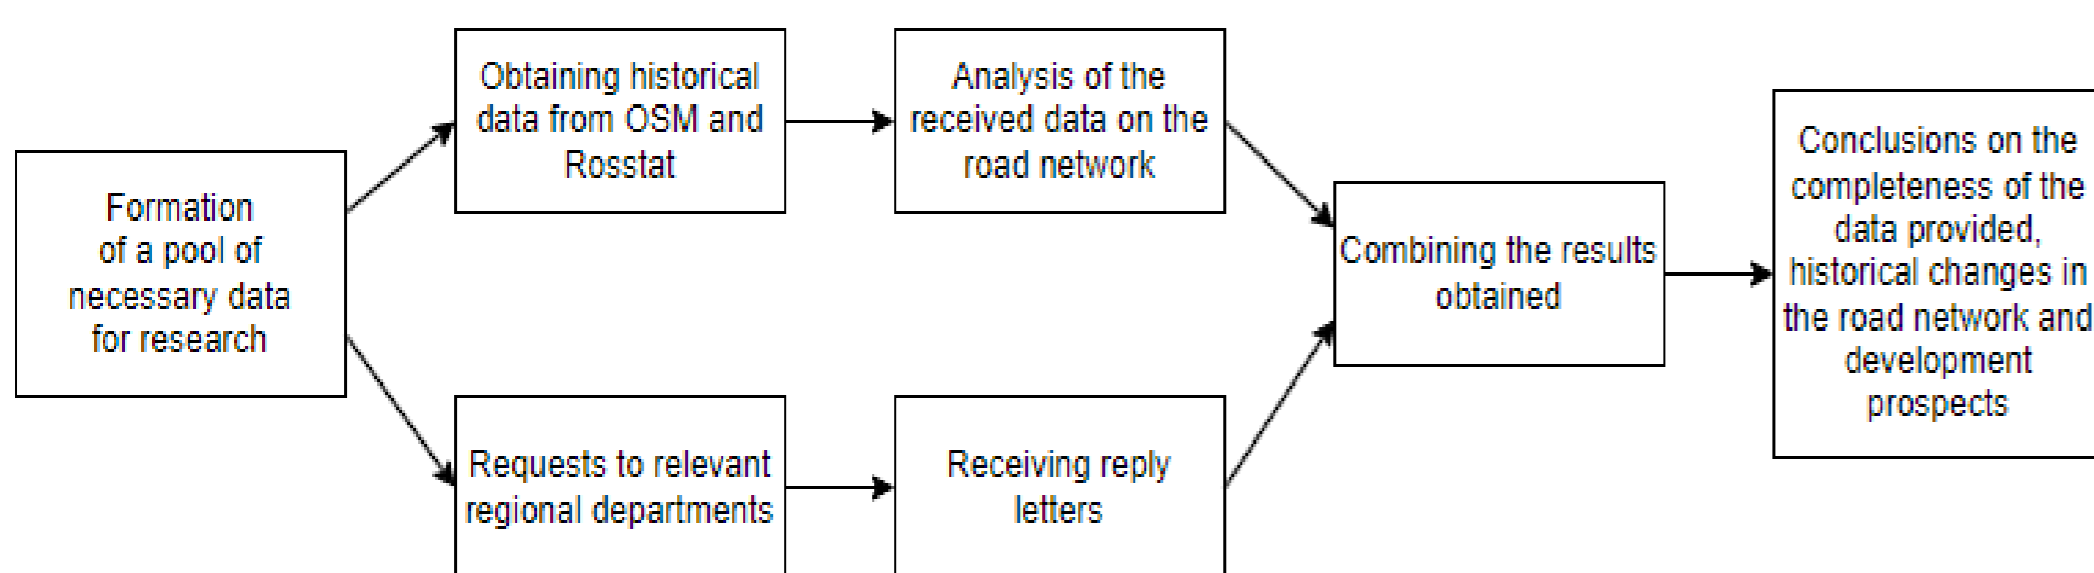 Formation
of a pool of
necessary data
for research
Obtaining historical
data from OSM and
Rosstat
Analysis of the
received data on the
road network
Requests to relevant
regional departments
Receiving reply
letters
Combining the results
obtained
Conclusions on the
completeness of the
data provided,
historical changes in
the road network and
development
prospects